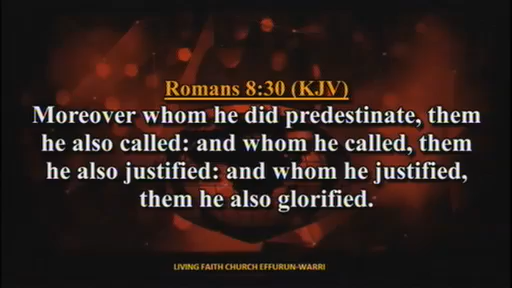 Romans 8:30 (KJV)
Moreover whom he did predestinate, them
he also called: and whom he called, them
he also justified: and whom he justified,
them he also glorified.
LIVING FAITH CHURCH EFFURUN-WARRI